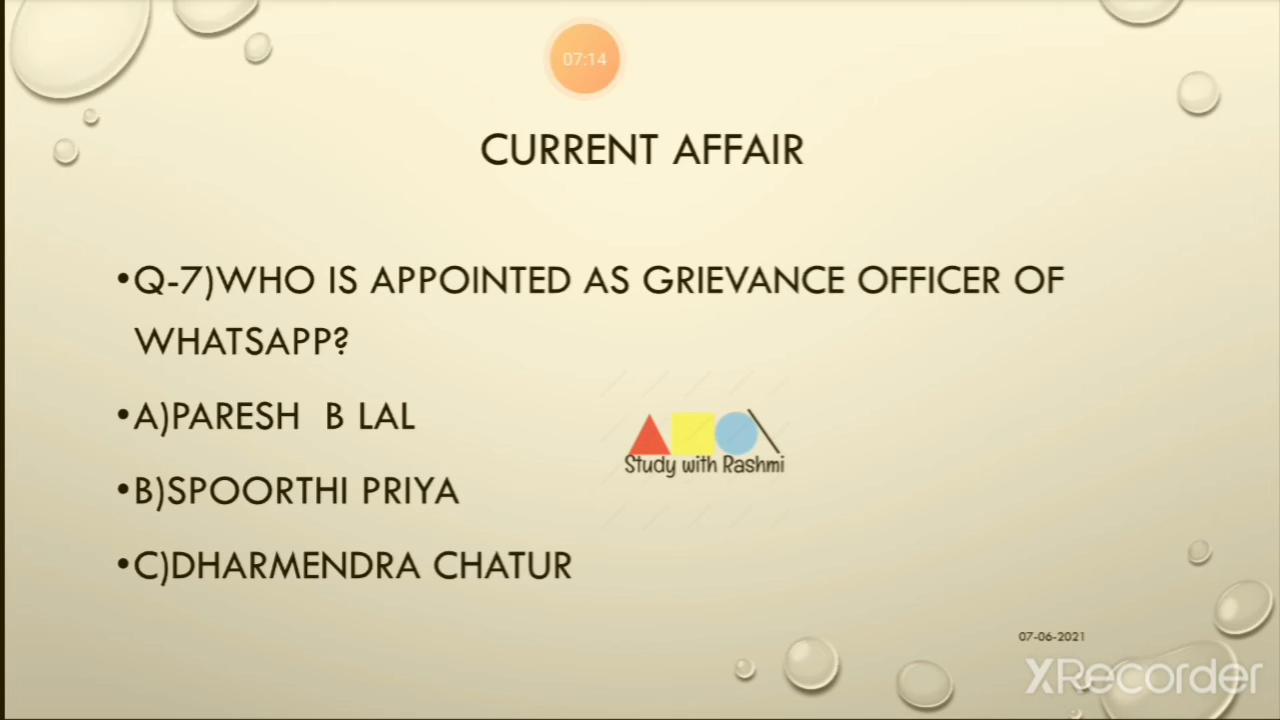 07:14
CURRENT AFFAIR
•Q-7)WHO IS APPOINTED AS GRIEVANCE OFFICER OF
WHATSAPP?
•A)PARESH B LAL
Study with Rashmi
•B)SPOORTHI PRIYA
•C)DHARMENDRA CHATUR
07-06-2021
XRecorder